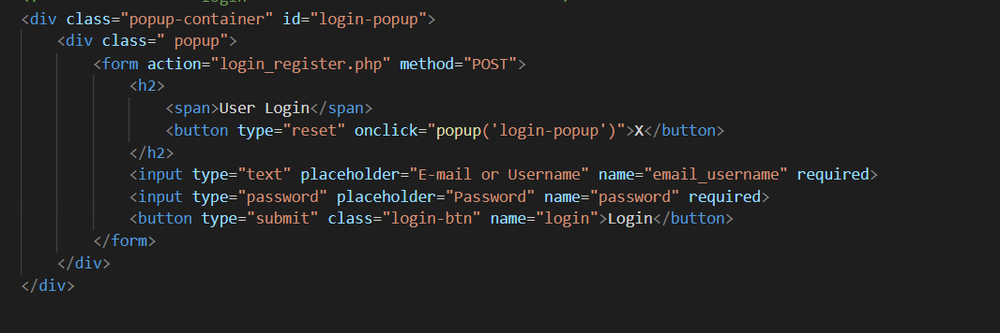 login
<div class="popup-container" id="login-popup">
<div class=" popup">
<form action="login_register.php" method="POST">
<h2>
<span>User Login</span>
<button type="reset" onclick="popup('login-popup')">X</button>
</h2>
<input type="text" placeholder="E-mail or Username" name="email_username" required>
<input type="password" placeholder="Password" name="password" required>
<button type="submit" class="login-btn" name="login">Login</button>
</form>
</div>
</div>